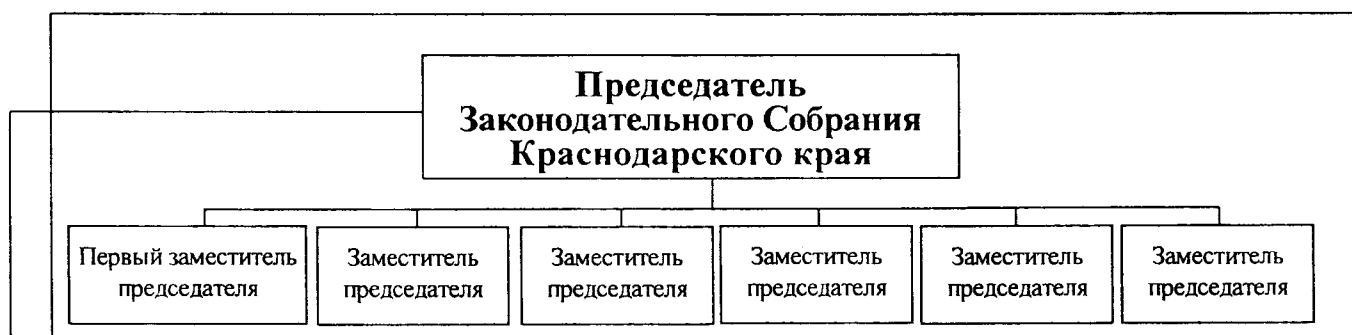 Председатель
Законодательного Собрания
Краснодарского края
Первый заместитель
председателя
Заместитель
председателя
Заместитель
председателя
Заместитель
председателя
Заместитель
председателя
Заместитель
председателя